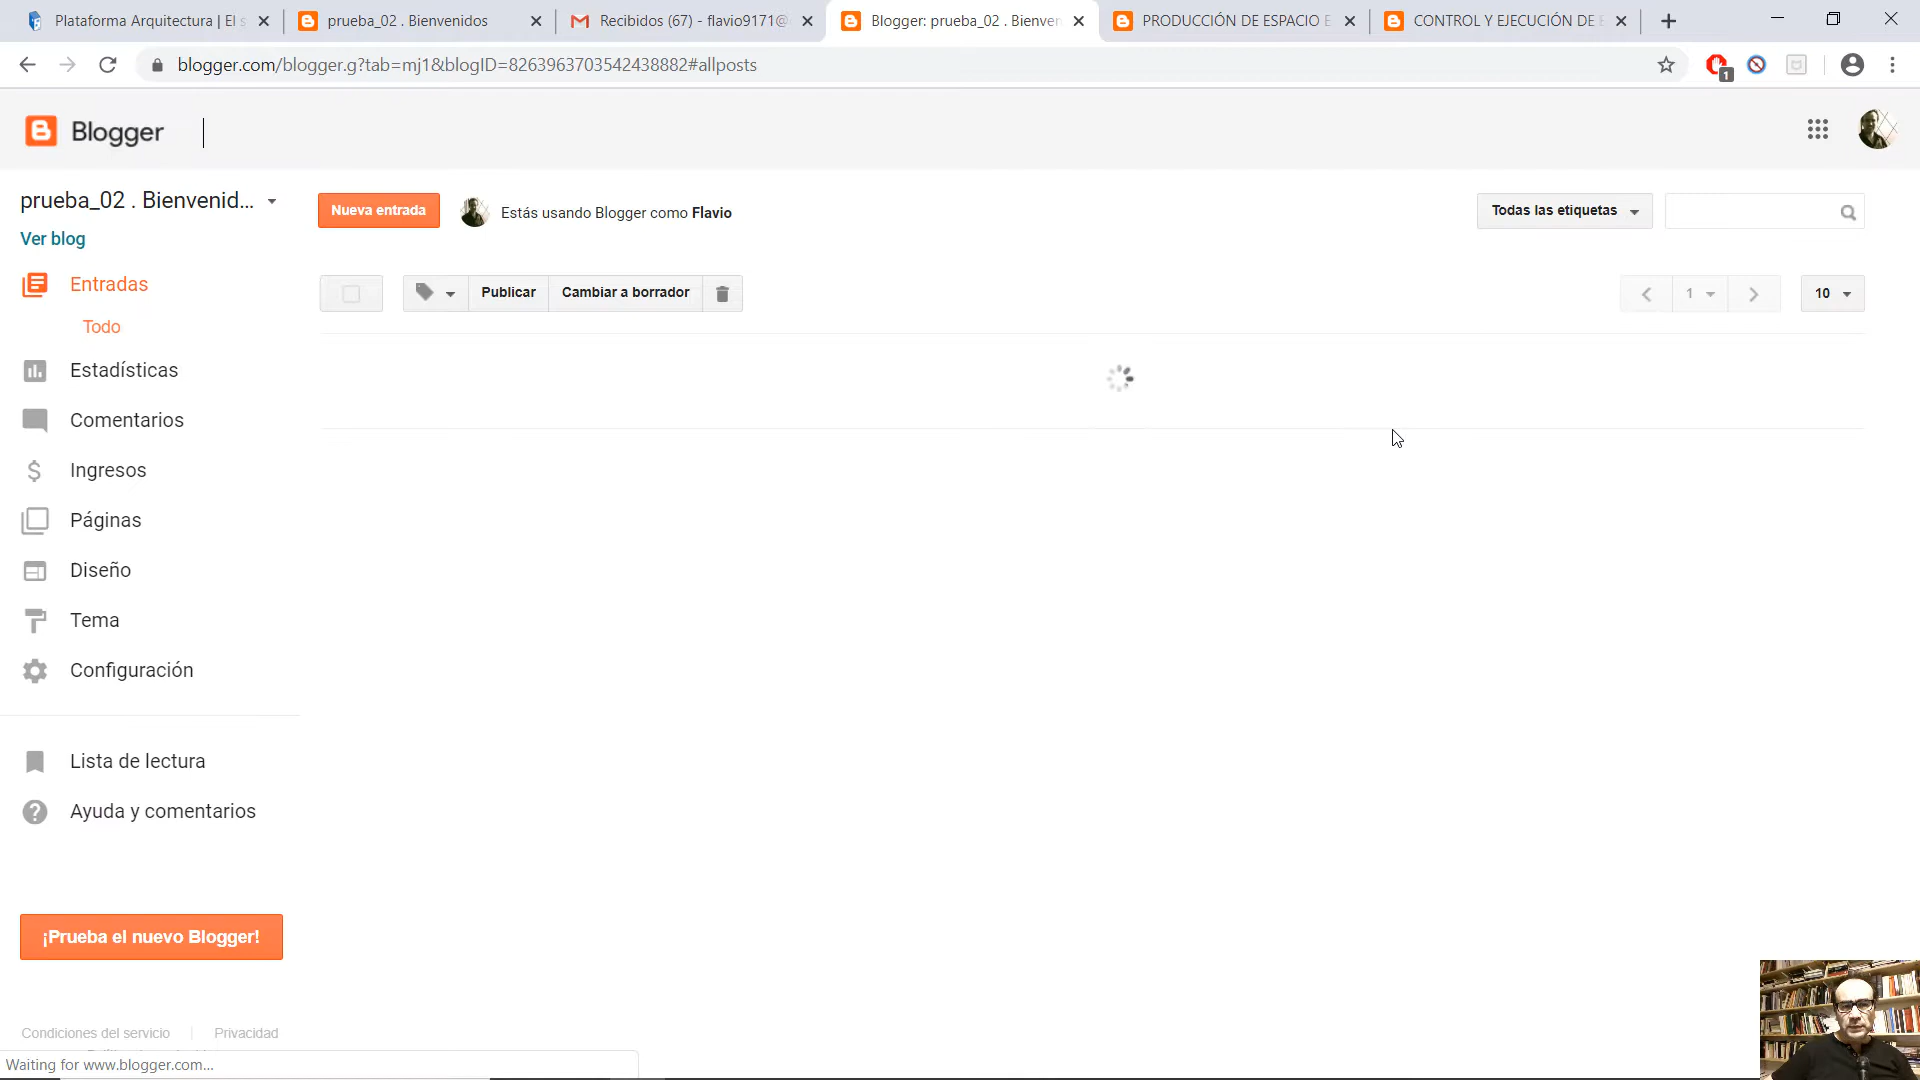 Plataforma Arquitectura | El s
prueba_02 . Bienvenidos
Recibidos (67) - flavio9171@
Blogger: prueba_02 . Bienven
PRODUCCIÓN DE ESPACIO E
CONTROL Y EJECUCIÓN DE
blogger.com/blogger.g?tab=mj1&blogID=8263963703542438882#allposts
1
Blogger
prueba_02 . Bienvenid...
Nueva entrada
Estás usando Blogger como Flavio
Todas las etiquetas
Ver blog
Entradas
Publicar
Cambiar a borrador
1
10
Todo
Estadísticas
Comentarios
Ingresos
Páginas
Diseño
Tema
Configuración
Lista de lectura
Ayuda y comentarios
¡Prueba el nuevo Blogger!
Condiciones del servicio
Privacidad
Waiting for www.blogger.com...